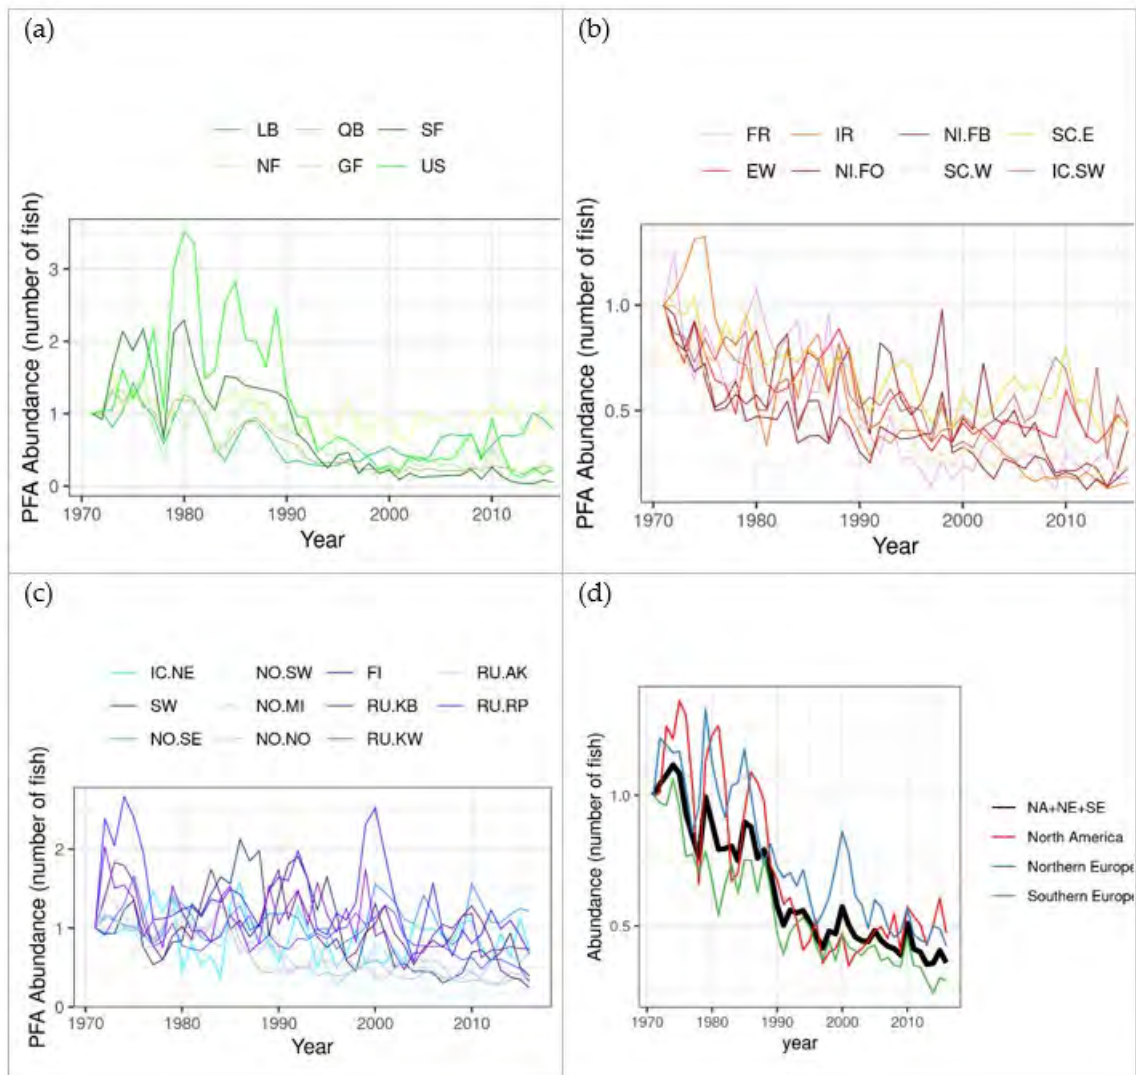 (a)
LB QB SF
NF GF US
PFA Abundance (number of fish)
3
2
1
0
1970 1980 1990 2000 2010
Year
(b)
FR IR NI.FB SC.E
EW NI.FO SC.W IC.SW
PFA Abundance (number of fish)
1.0
0.5
1970 1980 1990 2000 2010
Year
(c)
IC.NE NO.SW FI RU.AK
SW NO.MI RU.KB RU.RP
NO.SE NO.NO RU.KW
PFA Abundance (number of fish)
2
1
0
1970 1980 1990 2000 2010
Year
(d)
Abundance (number of fish)
1.0
0.5
1970 1980 1990 2000 2010
year
NA+NE+SE
North America
Northern Europe
Southern Europe